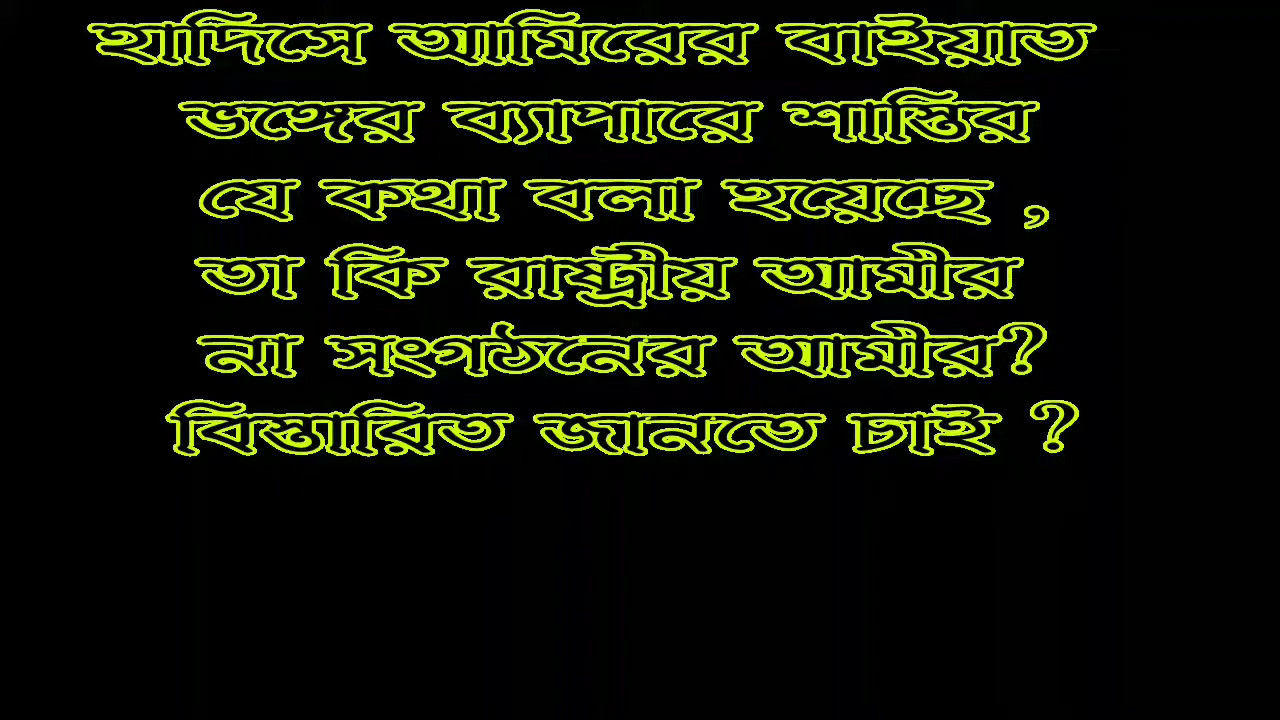 হাদিসে আমিরের বাইয়াত
ভঙ্গের ব্যাপারে শাস্তির
যে কথা বলা হয়েছে ,
তা কি রাষ্ট্রীয় আমীর
না সংগঠনের আমীর?
বিস্তারিত জানতে চাই ?